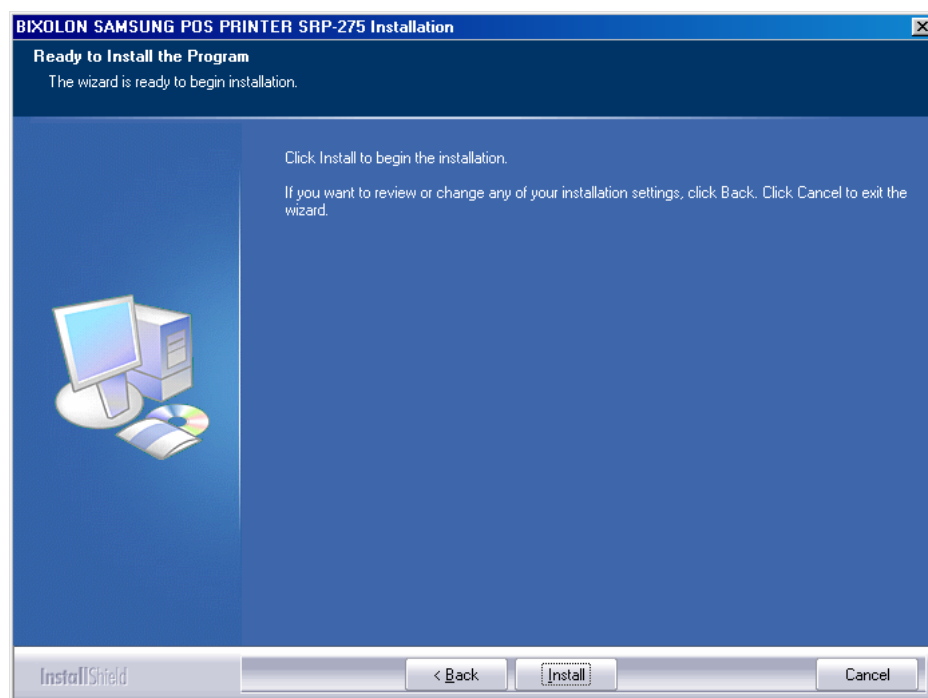 BIXOLON SAMSUNG POS PRINTER SRP-275 Installation
Ready to Install the Program
The wizard is ready to begin installation.
Click Install to begin the installation.
If you want to review or change any of your installation settings, click Back. Click Cancel to exit the
wizard.
InstallShield
< Back
Install
Cancel